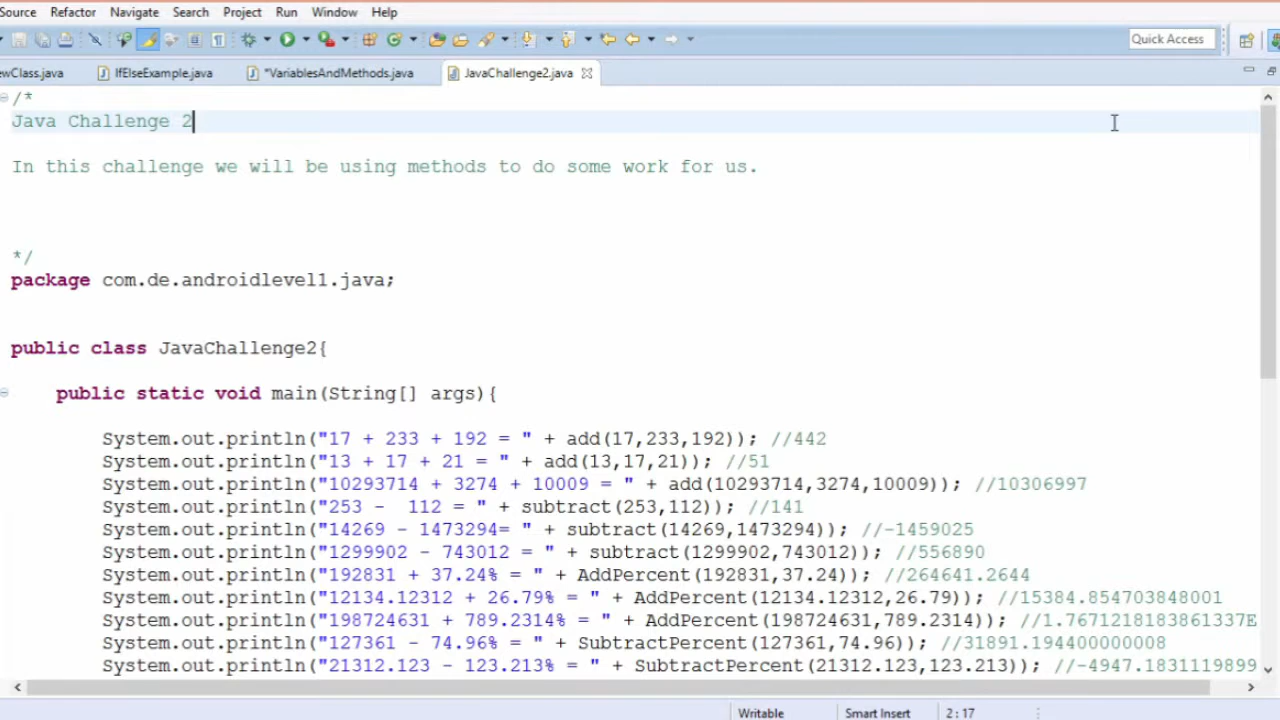 Source Refactor Navigate Search Project Run Window Help
Quick Access
ewClass.java IfElseExample.java *VariablesAndMethods.java JavaChallenge2.java
/*
Java Challenge 2
In this challenge we will be using methods to do some work for us.
*/
package com.de.androidlevel1.java;
public class JavaChallenge2{
public static void main(String[] args){
System.out.println("17 + 233 + 192 = " + add(17,233,192)); //442
System.out.println("13 + 17 + 21 = " + add(13,17,21)); //51
System.out.println("10293714 + 3274 + 10009 = " + add(10293714,3274,10009)); //10306997
System.out.println("253 -  112 = " + subtract(253,112)); //141
System.out.println("14269 - 1473294= " + subtract(14269,1473294)); //-1459025
System.out.println("1299902 - 743012 = " + subtract(1299902,743012)); //556890
System.out.println("192831 + 37.24% = " + AddPercent(192831,37.24)); //264641.2644
System.out.println("12134.12312 + 26.79% = " + AddPercent(12134.12312,26.79)); //15384.854703848001
System.out.println("198724631 + 789.2314% = " + AddPercent(198724631,789.2314)); //1.7671218183861337E
System.out.println("127361 - 74.96% = " + SubtractPercent(127361,74.96)); //31891.194400000008
System.out.println("21312.123 - 123.213% = " + SubtractPercent(21312.123,123.213)); //-4947.1831119899
Writable Smart Insert 2 : 17